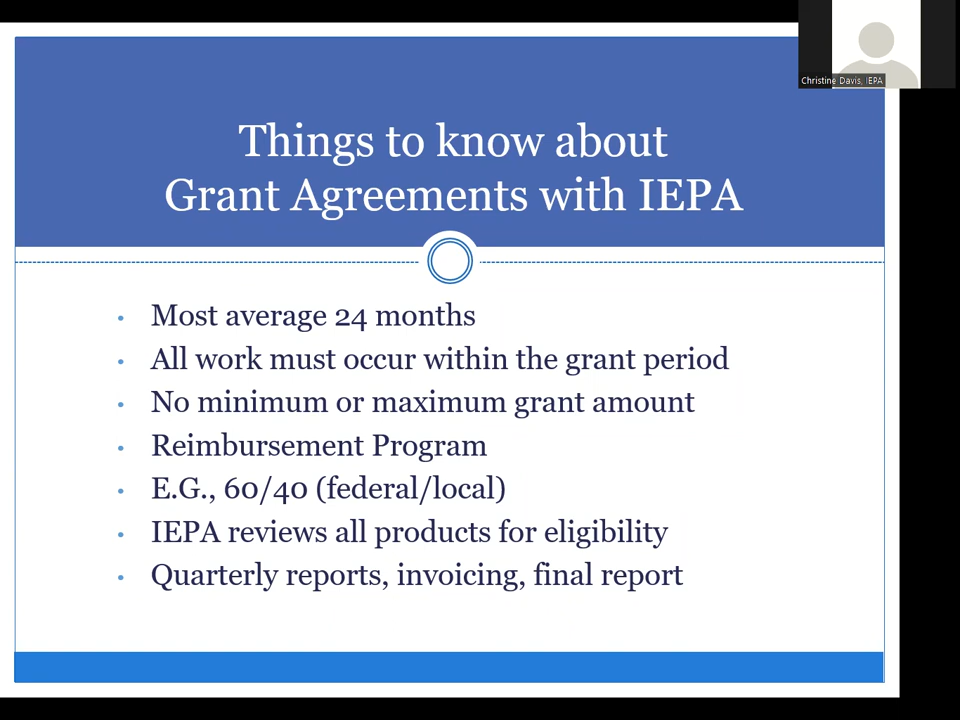 Christine Davis, IEPA
Things to know about
Grant Agreements with IEPA
• Most average 24 months
• All work must occur within the grant period
• No minimum or maximum grant amount
• Reimbursement Program
• E.G., 60/40 (federal/local)
• IEPA reviews all products for eligibility
• Quarterly reports, invoicing, final report